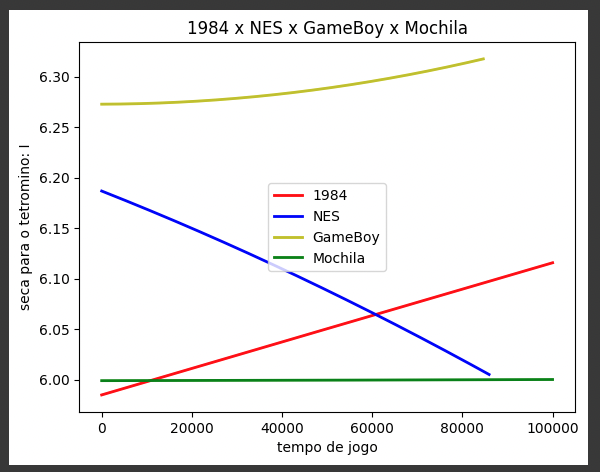 1984 x NES x GameBoy x Mochila
seca para o tetromino: I
6.30
6.25
6.20
6.15
6.10
6.05
6.00
1984
NES
GameBoy
Mochila
0 20000 40000 60000 80000 100000
tempo de jogo